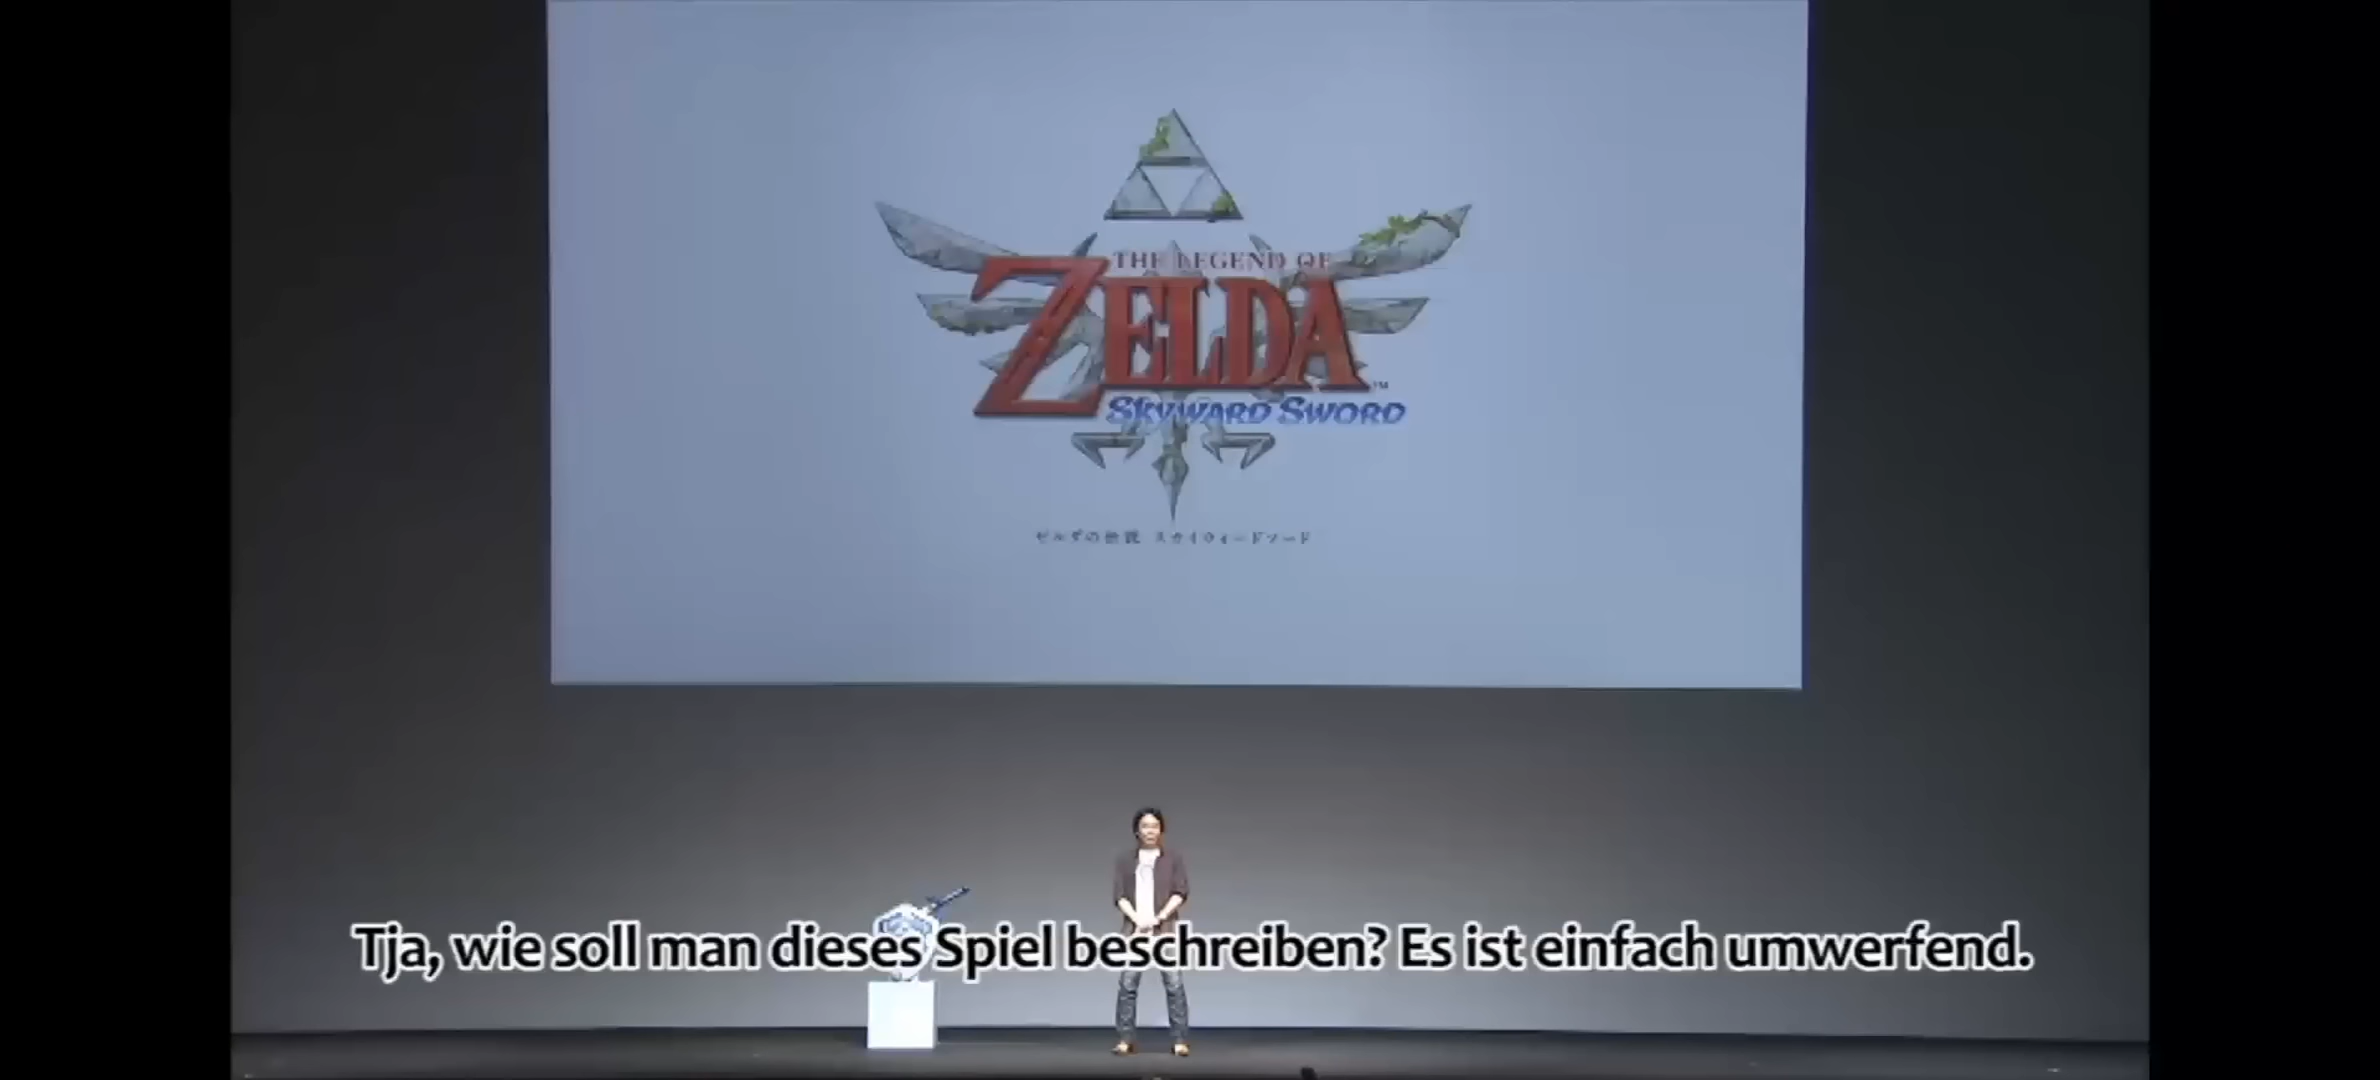 THE LEGEND OF
ZELDA™
SKYWARD SWORD
ゼルダの伝説 スカイウォードソード
Tja, wie soll man dieses Spiel beschreiben? Es ist einfach umwerfend.